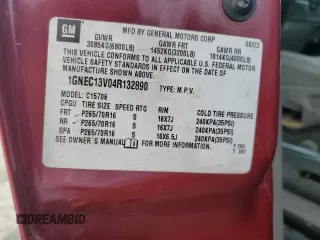 GM
MFD BY GENERAL MOTORS CORP
08/03
GVWR GAWR FRT GAWR RR
3085KG(6800LB) 1452KG(3200LB) 1814KG(4000LB)
THIS VEHICLE CONFORMS TO ALL APPLICABLE U.S. FEDERAL MOTOR
VEHICLE SAFETY STANDARDS IN EFFECT ON THE DATE OF
MANUFACTURE SHOWN ABOVE.
1GNEC13V04R132890 TYPE: M.P.V.
C15706
CPGU TIRE SIZE SPEED RTG RIM COLD TIRE PRESSURE
FRT P265/70R16 S 16X7J 240KPA(35PSI)
RR P265/70R16 S 16X7J 240KPA(35PSI)
SPA P265/70R16 S 16X6.5J 240KPA(35PSI)
SEE OWNER'S MANUAL FOR MORE INFORMATION.
DREAMBID